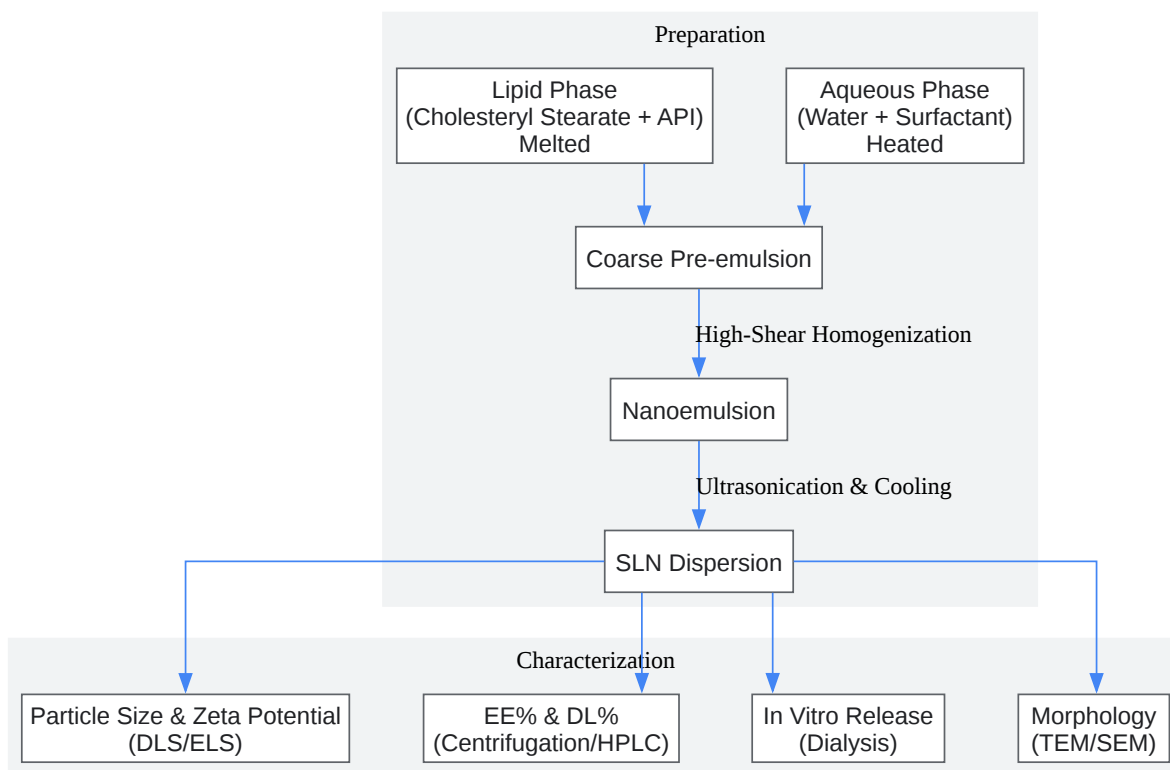 Preparation
Lipid Phase
(Cholesteryl Stearate + API)
Melted
Aqueous Phase
(Water + Surfactant)
Heated
Coarse Pre-emulsion
High-Shear Homogenization
Nanoemulsion
Ultrasonication & Cooling
SLN Dispersion
Characterization
Particle Size & Zeta Potential
(DLS/ELS)
EE% & DL%
(Centrifugation/HPLC)
In Vitro Release
(Dialysis)
Morphology
(TEM/SEM)